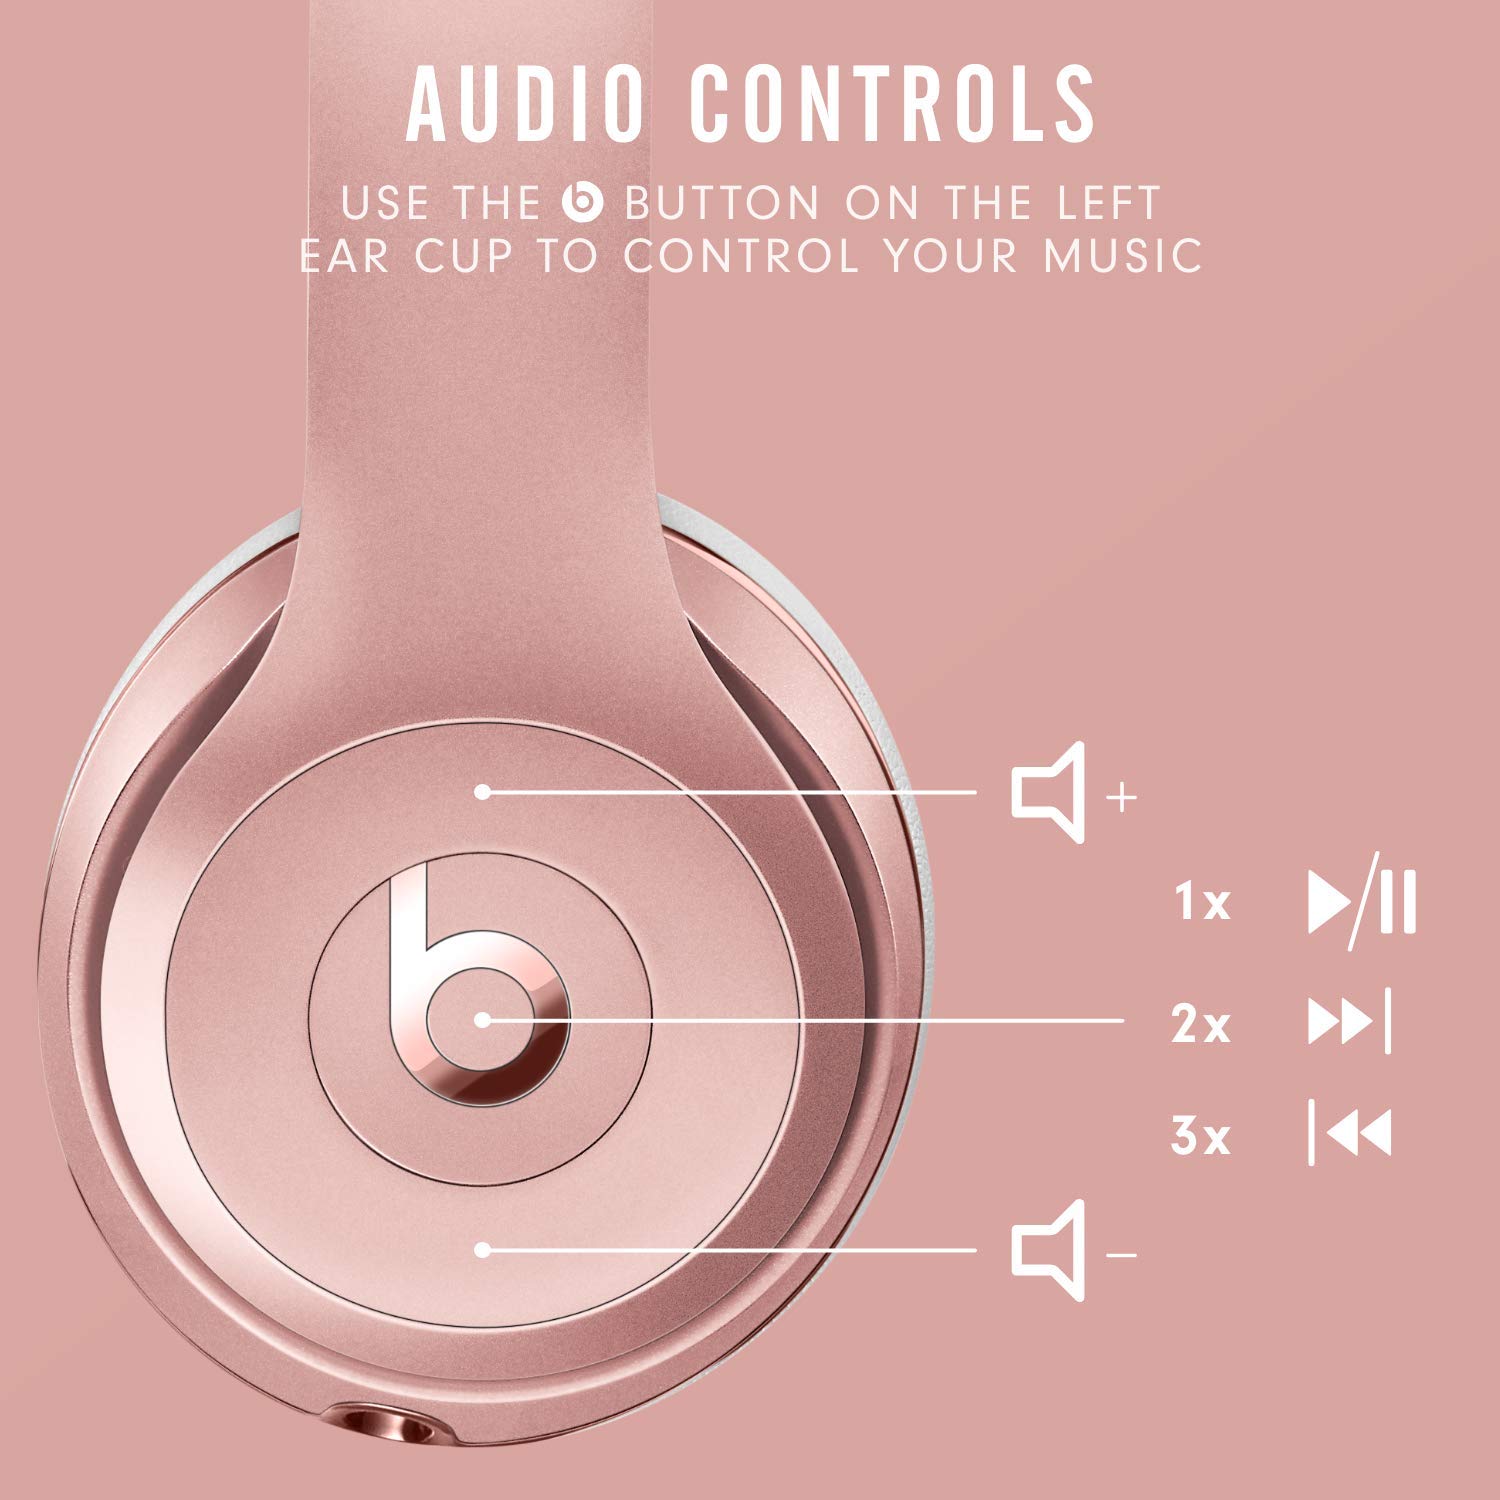 AUDIO CONTROLS
USE THE b BUTTON ON THE LEFT
EAR CUP TO CONTROL YOUR MUSIC
+
1x
b
2x
3x
–